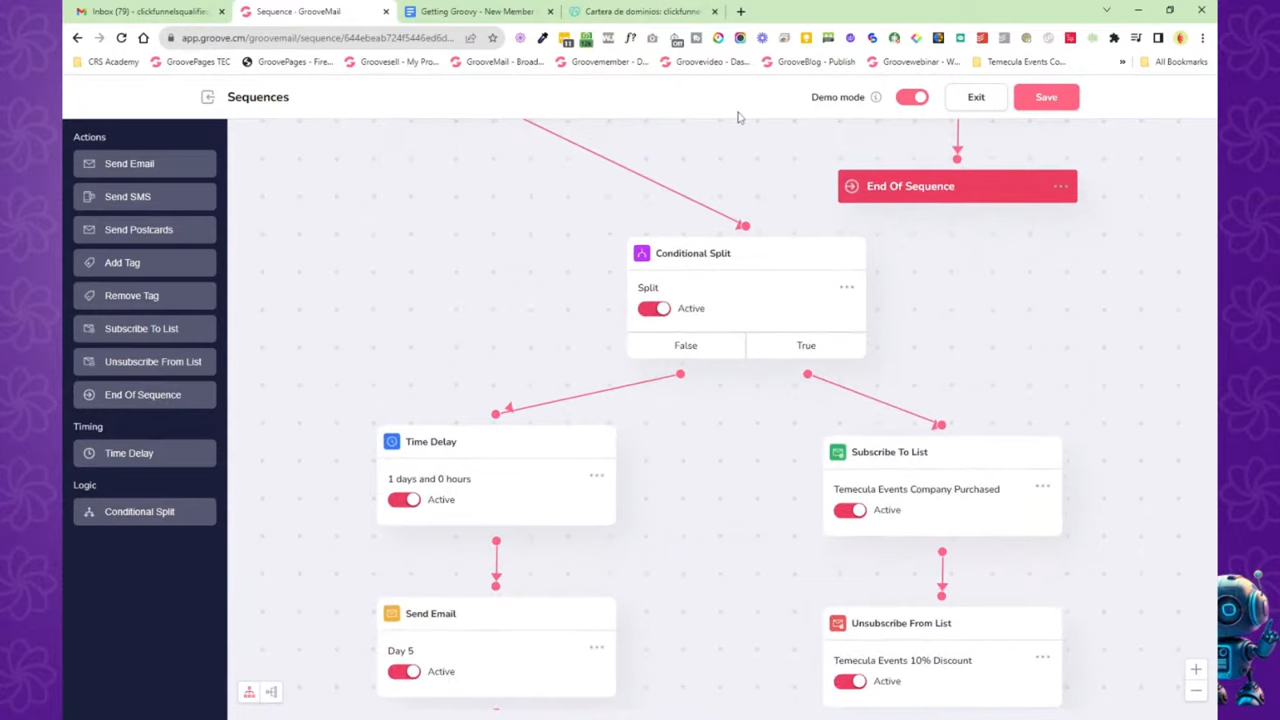 Inbox (79) - clickfunnelsqualifie
Sequence · GrooveMail
Getting Groovy - New Member
Cartera de dominios: clickfunne
app.groove.cm/groovemail/sequence/644ebeab724f5446ed6d...
CRS Academy
GroovePages TEC
GroovePages - Fire...
Groovesell - My Pro...
GrooveMail - Broad...
Groovemember - D...
Groovevideo - Das...
GrooveBlog - Publish
Groovewebinar - W...
Temecula Events Co...
»
All Bookmarks
Sequences
Demo mode
Exit
Save
Actions
Send Email
Send SMS
Send Postcards
Add Tag
Remove Tag
Subscribe To List
Unsubscribe From List
End Of Sequence
Timing
Time Delay
Logic
Conditional Split
End Of Sequence
Conditional Split
Split
Active
False
True
Time Delay
1 days and 0 hours
Active
Subscribe To List
Temecula Events Company Purchased
Active
Send Email
Day 5
Active
Unsubscribe From List
Temecula Events 10% Discount
Active